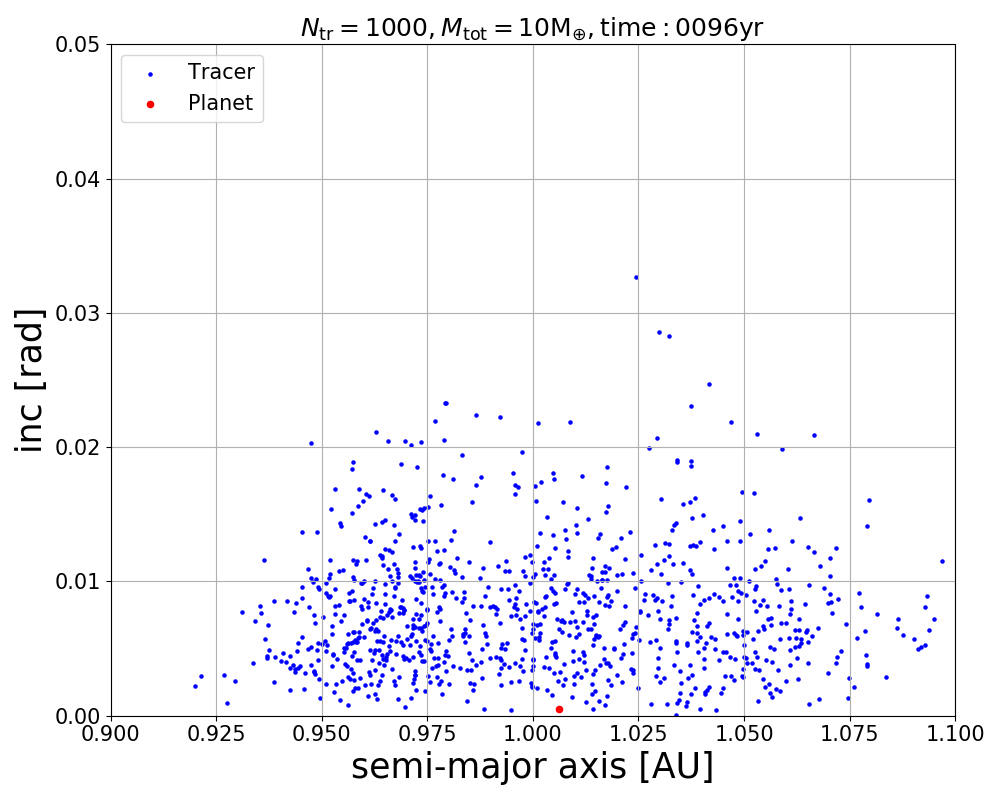 N_tr = 1000, M_tot = 10M_⊕, time : 0096yr
Tracer
Planet
0.05
0.04
0.03
0.02
0.01
0.00
inc [rad]
0.900 0.925 0.950 0.975 1.000 1.025 1.050 1.075 1.100
semi-major axis [AU]